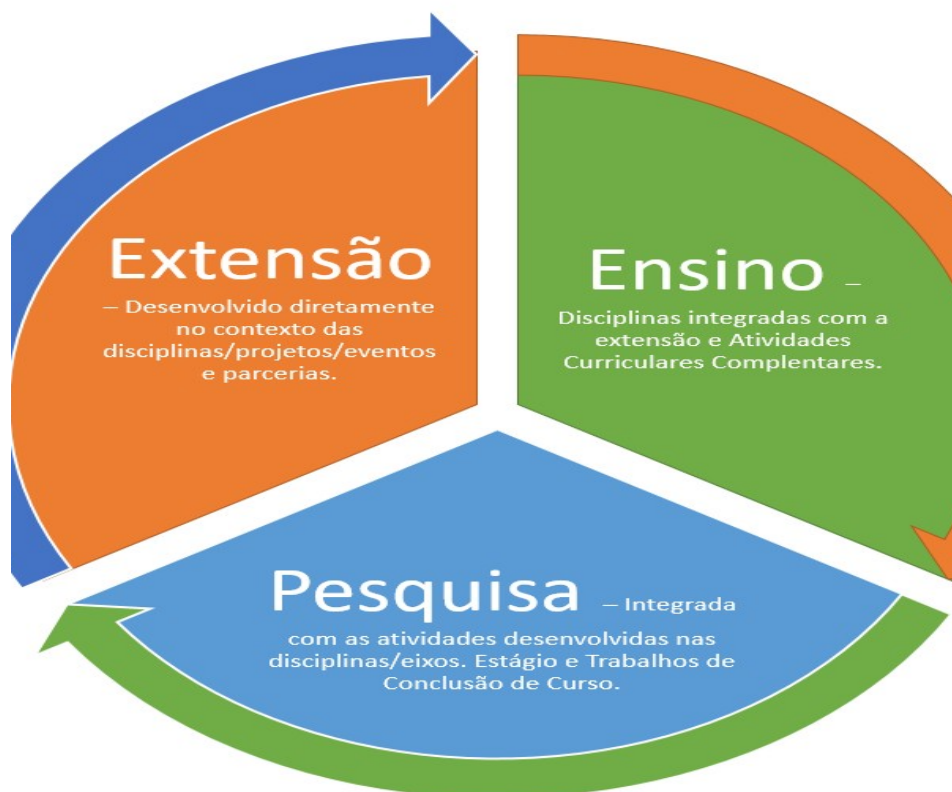 Extensão
– Desenvolvido diretamente
no contexto das
disciplinas/projetos/eventos
e parcerias.
Ensino –
Disciplinas integradas com a
extensão e Atividades
Curriculares Complentares.
Pesquisa – Integrada
com as atividades desenvolvidas nas
disciplinas/eixos. Estágio e Trabalhos de
Conclusão de Curso.